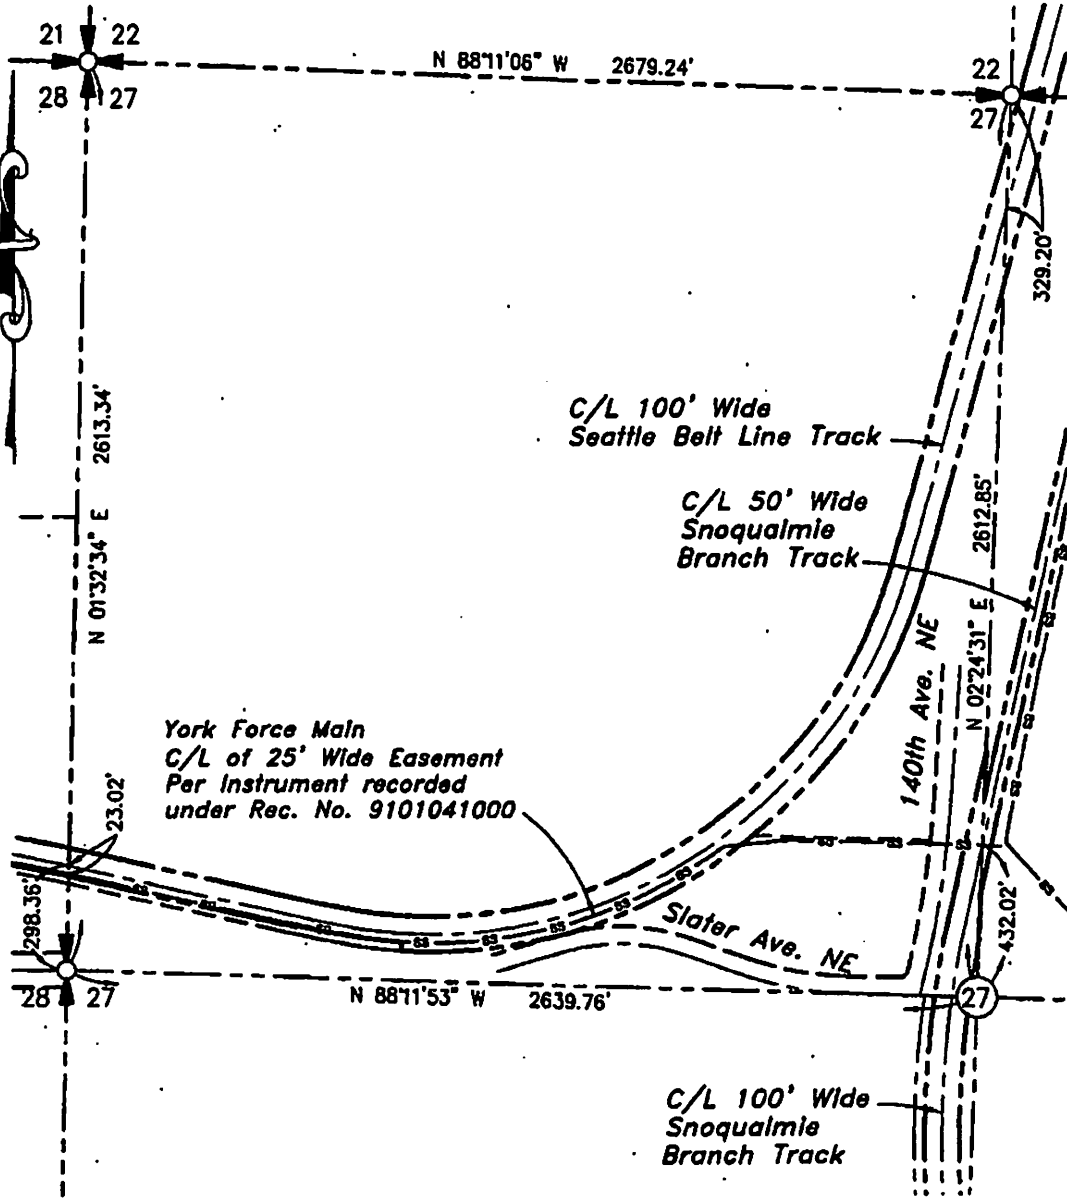 21 22
N 88°11'06" W 2679.24'
22
28 27
27
329.20'
2613.34'
N 01°32'34" E
C/L 100' Wide
Seattle Belt Line Track
C/L 50' Wide
Snoqualmie
Branch Track
2612.85'
N 02°24'31" E
140th Ave. NE
York Force Main
C/L of 25' Wide Easement
Per Instrument recorded
under Rec. No. 9101041000
23.02'
298.36'
Slater Ave. NE
432.02'
28 27
N 88°11'53" W 2639.76'
27
C/L 100' Wide
Snoqualmie
Branch Track